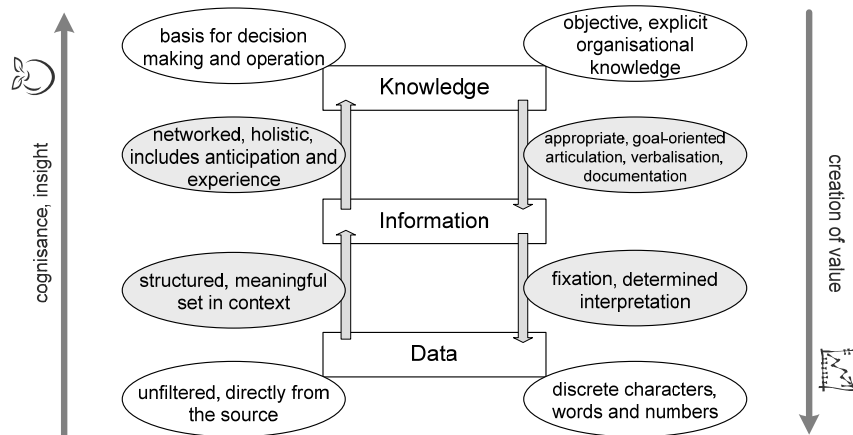 basis for decision
making and operation
objective, explicit
organisational
knowledge
Knowledge
networked, holistic,
includes anticipation and
experience
appropriate, goal-oriented
articulation, verbalisation,
documentation
cognisance, insight
creation of value
Information
structured, meaningful
set in context
fixation, determined
interpretation
Data
unfiltered, directly from
the source
discrete characters,
words and numbers